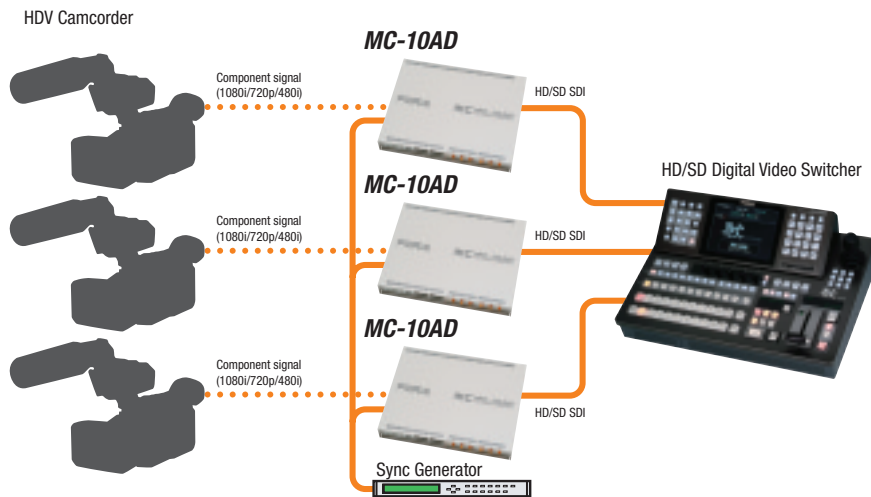 HDV Camcorder
MC-10AD
Component signal
(1080i/720p/480i)
HD/SD SDI
HD/SD Digital Video Switcher
MC-10AD
Component signal
(1080i/720p/480i)
HD/SD SDI
MC-10AD
Component signal
(1080i/720p/480i)
HD/SD SDI
Sync Generator